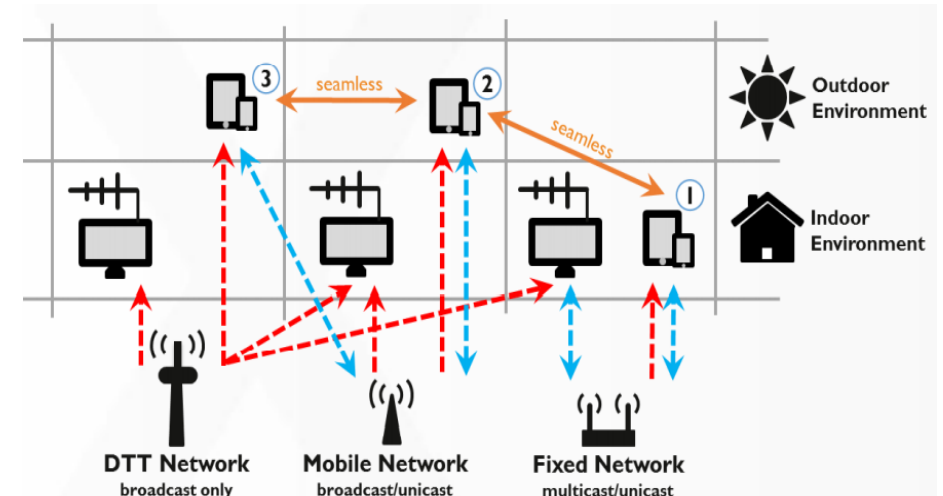 3
seamless
2
seamless
Outdoor
Environment
1
Indoor
Environment
DTT Network
broadcast only
Mobile Network
broadcast/unicast
Fixed Network
multicast/unicast